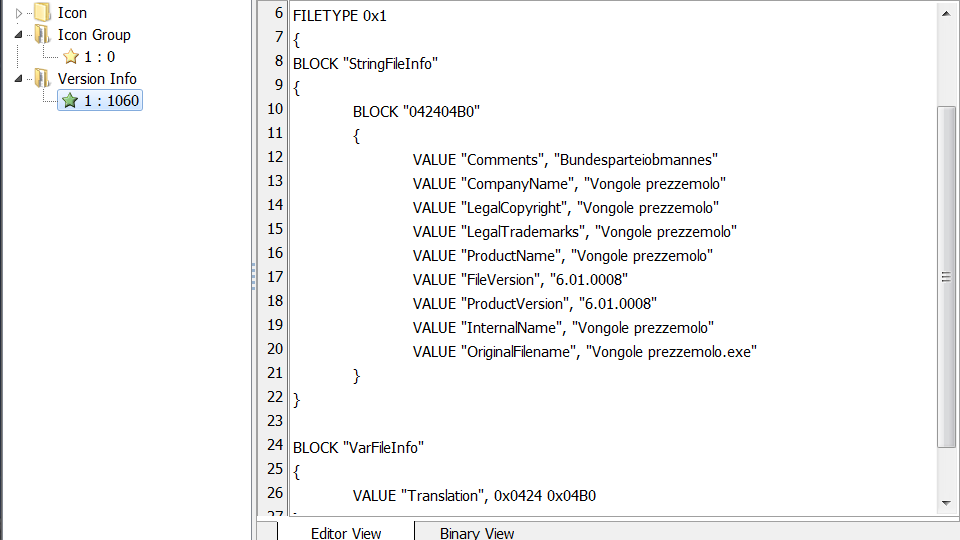 Icon
Icon Group
1 : 0
Version Info
1 : 1060
6 FILETYPE 0x1
7 {
8 BLOCK "StringFileInfo"
9 {
10 BLOCK "042404B0"
11 {
12 VALUE "Comments", "Bundesparteiobmannes"
13 VALUE "CompanyName", "Vongole prezzemolo"
14 VALUE "LegalCopyright", "Vongole prezzemolo"
15 VALUE "LegalTrademarks", "Vongole prezzemolo"
16 VALUE "ProductName", "Vongole prezzemolo"
17 VALUE "FileVersion", "6.01.0008"
18 VALUE "ProductVersion", "6.01.0008"
19 VALUE "InternalName", "Vongole prezzemolo"
20 VALUE "OriginalFilename", "Vongole prezzemolo.exe"
21 }
22 }
23
24 BLOCK "VarFileInfo"
25 {
26 VALUE "Translation", 0x0424 0x04B0
27
Editor View
Binary View